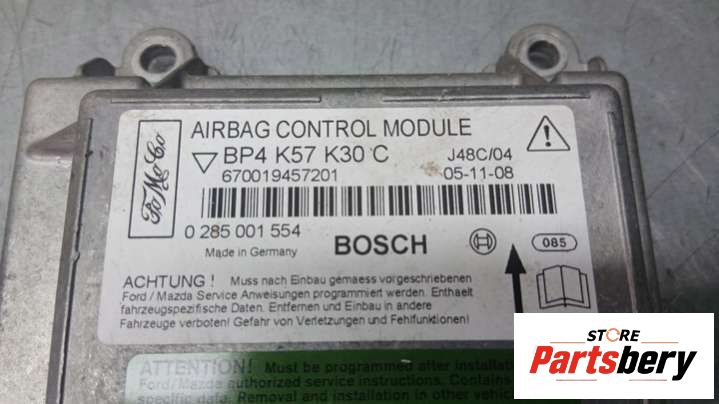 AIRBAG CONTROL MODULE
BP4 K57 K30 C J48C/04
670019457201 05-11-08
FoMoCo
0 285 001 554
Made in Germany BOSCH 085
ACHTUNG ! Muss nach Einbau gemaess vorgeschriebenen
Ford / Mazda Service Anweisungen programmiert werden. Enthaelt
fahrzeugspezifische Daten. Entfernen und Einbau in andere
Fahrzeuge verboten! Gefahr von Verletzungen und Fehlfunktionen!
ATTENTION! Must be programmed after installation
Ford/Mazda authorized service instructions. Contains
specific data. Removal and installation in other vehicles
STORE
Partsbery